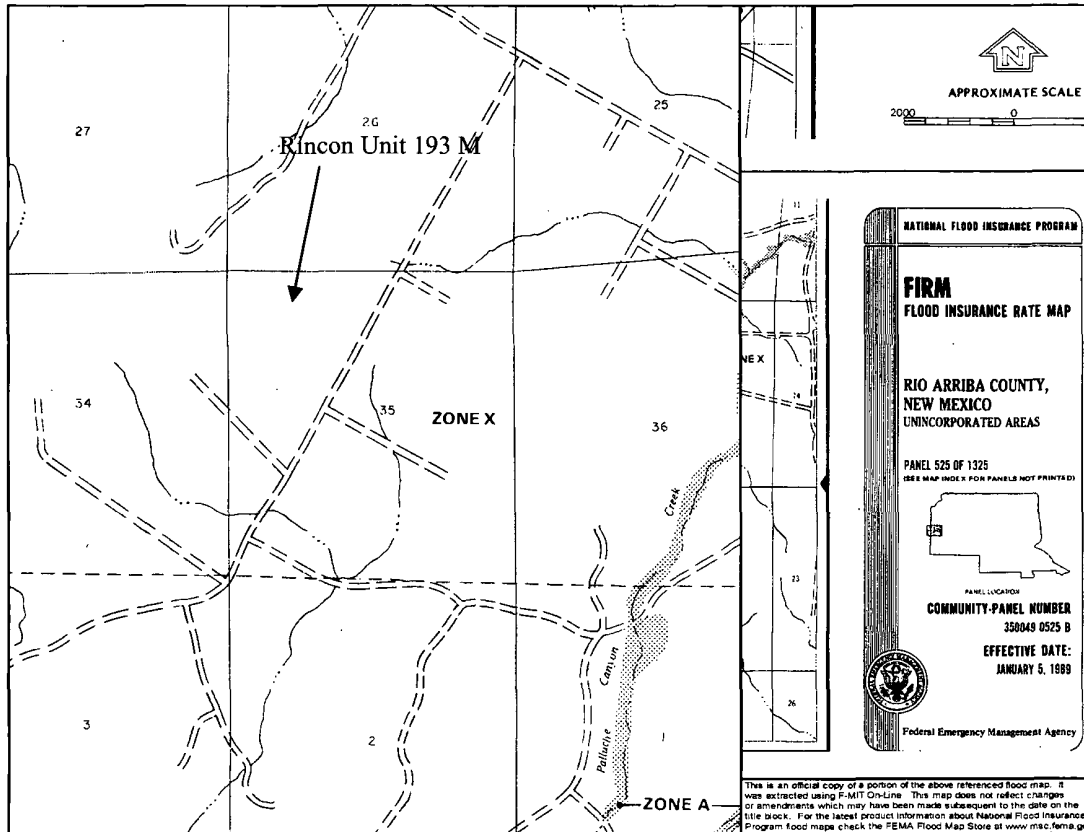 27
26
Rincon Unit 193 M
25
34
35
ZONE X
36
Creek
Canyon
Palluche
3
2
1
ZONE A
11
NE X
14
23
26
N
APPROXIMATE SCALE
2000
0
NATIONAL FLOOD INSURANCE PROGRAM
FIRM
FLOOD INSURANCE RATE MAP
RIO ARRIBA COUNTY,
NEW MEXICO
UNINCORPORATED AREAS
PANEL 525 OF 1325
(SEE MAP INDEX FOR PANELS NOT PRINTED)
PANEL LOCATION
COMMUNITY-PANEL NUMBER
350049 0525 B
EFFECTIVE DATE:
JANUARY 5, 1989
Federal Emergency Management Agency
This is an official copy of a portion of the above referenced flood map. It
was extracted using F-MIT On-Line This map does not reflect changes
or amendments which may have been made subsequent to the date on the
title block. For the latest product information about National Flood Insurance
Program flood maps check the FEMA Flood Map Store at www.msc.fema.go